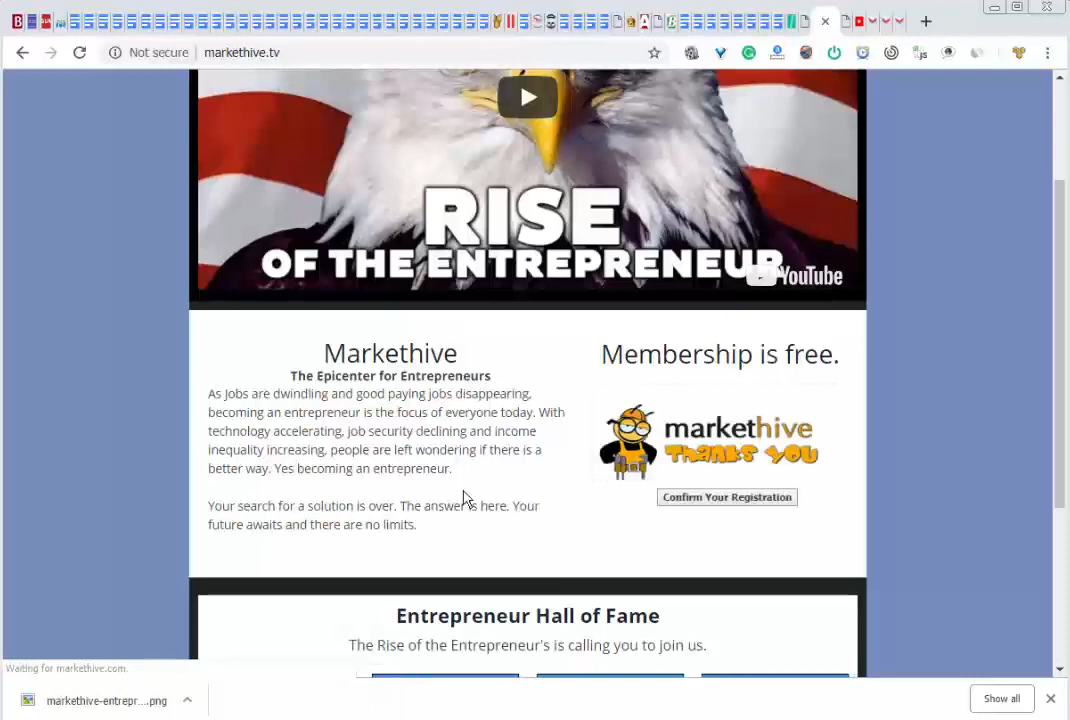 Not secure
markethive.tv
RISE
OF THE ENTREPRENEUR
YouTube
Markethive
The Epicenter for Entrepreneurs
As Jobs are dwindling and good paying jobs disappearing,
becoming an entrepreneur is the focus of everyone today. With
technology accelerating, job security declining and income
inequality increasing, people are left wondering if there is a
better way. Yes becoming an entrepreneur.
Your search for a solution is over. The answer is here. Your
future awaits and there are no limits.
Membership is free.
markethive
THANKS YOU
Confirm Your Registration
Entrepreneur Hall of Fame
The Rise of the Entrepreneur's is calling you to join us.
Waiting for markethive.com.
markethive-entrepr....png
Show all